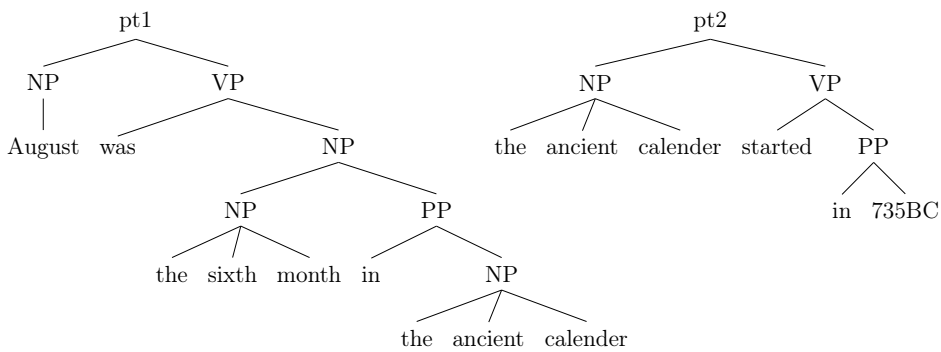 pt1 pt2
NP VP NP VP
August was NP the ancient calender started PP
NP PP in 735BC
the sixth month in NP
the ancient calender